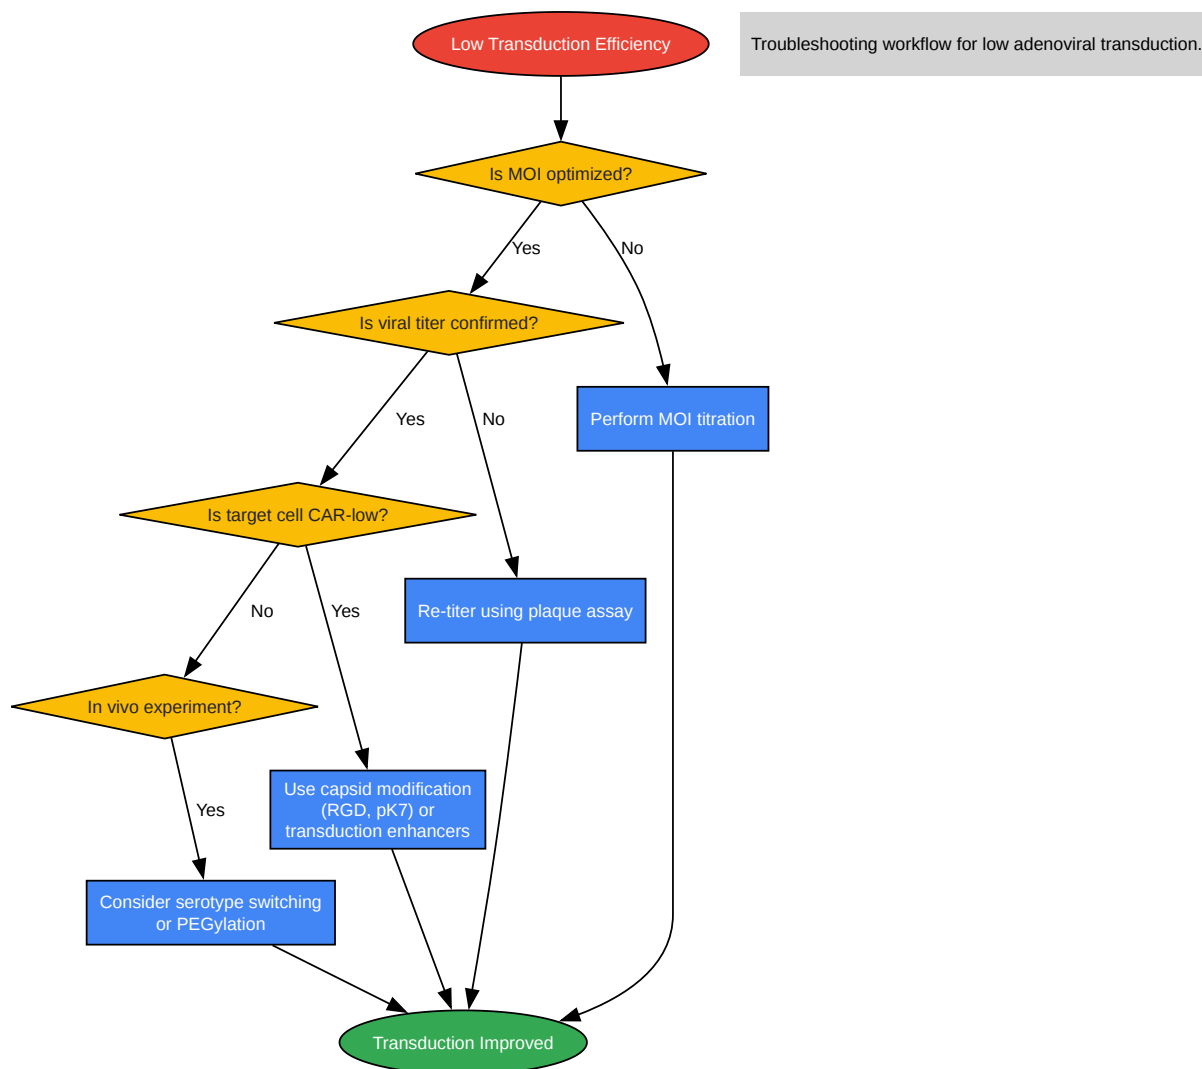 Low Transduction Efficiency
Troubleshooting workflow for low adenoviral transduction.
Is MOI optimized?
Yes
No
Is viral titer confirmed?
Yes
No
Perform MOI titration
Is target cell CAR-low?
No
Yes
Re-titer using plaque assay
In vivo experiment?
Yes
Use capsid modification
(RGD, pK7) or
transduction enhancers
Consider serotype switching
or PEGylation
Transduction Improved